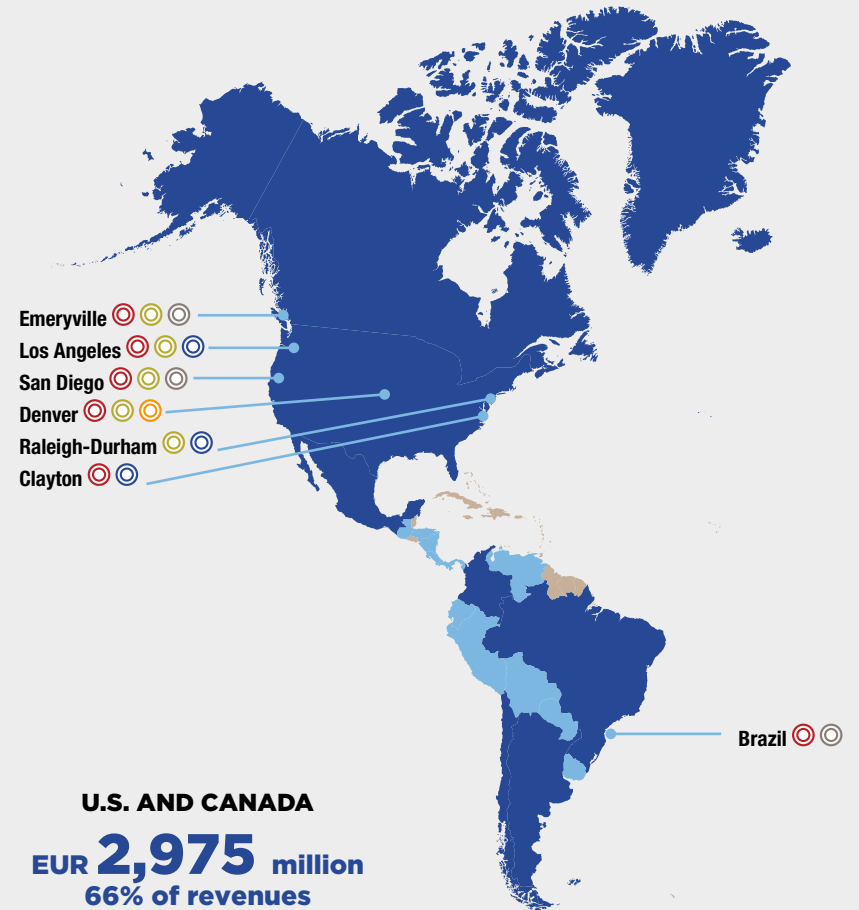 Emeryville
Los Angeles
San Diego
Denver
Raleigh-Durham
Clayton
Brazil
U.S. AND CANADA
EUR 2,975 million
66% of revenues